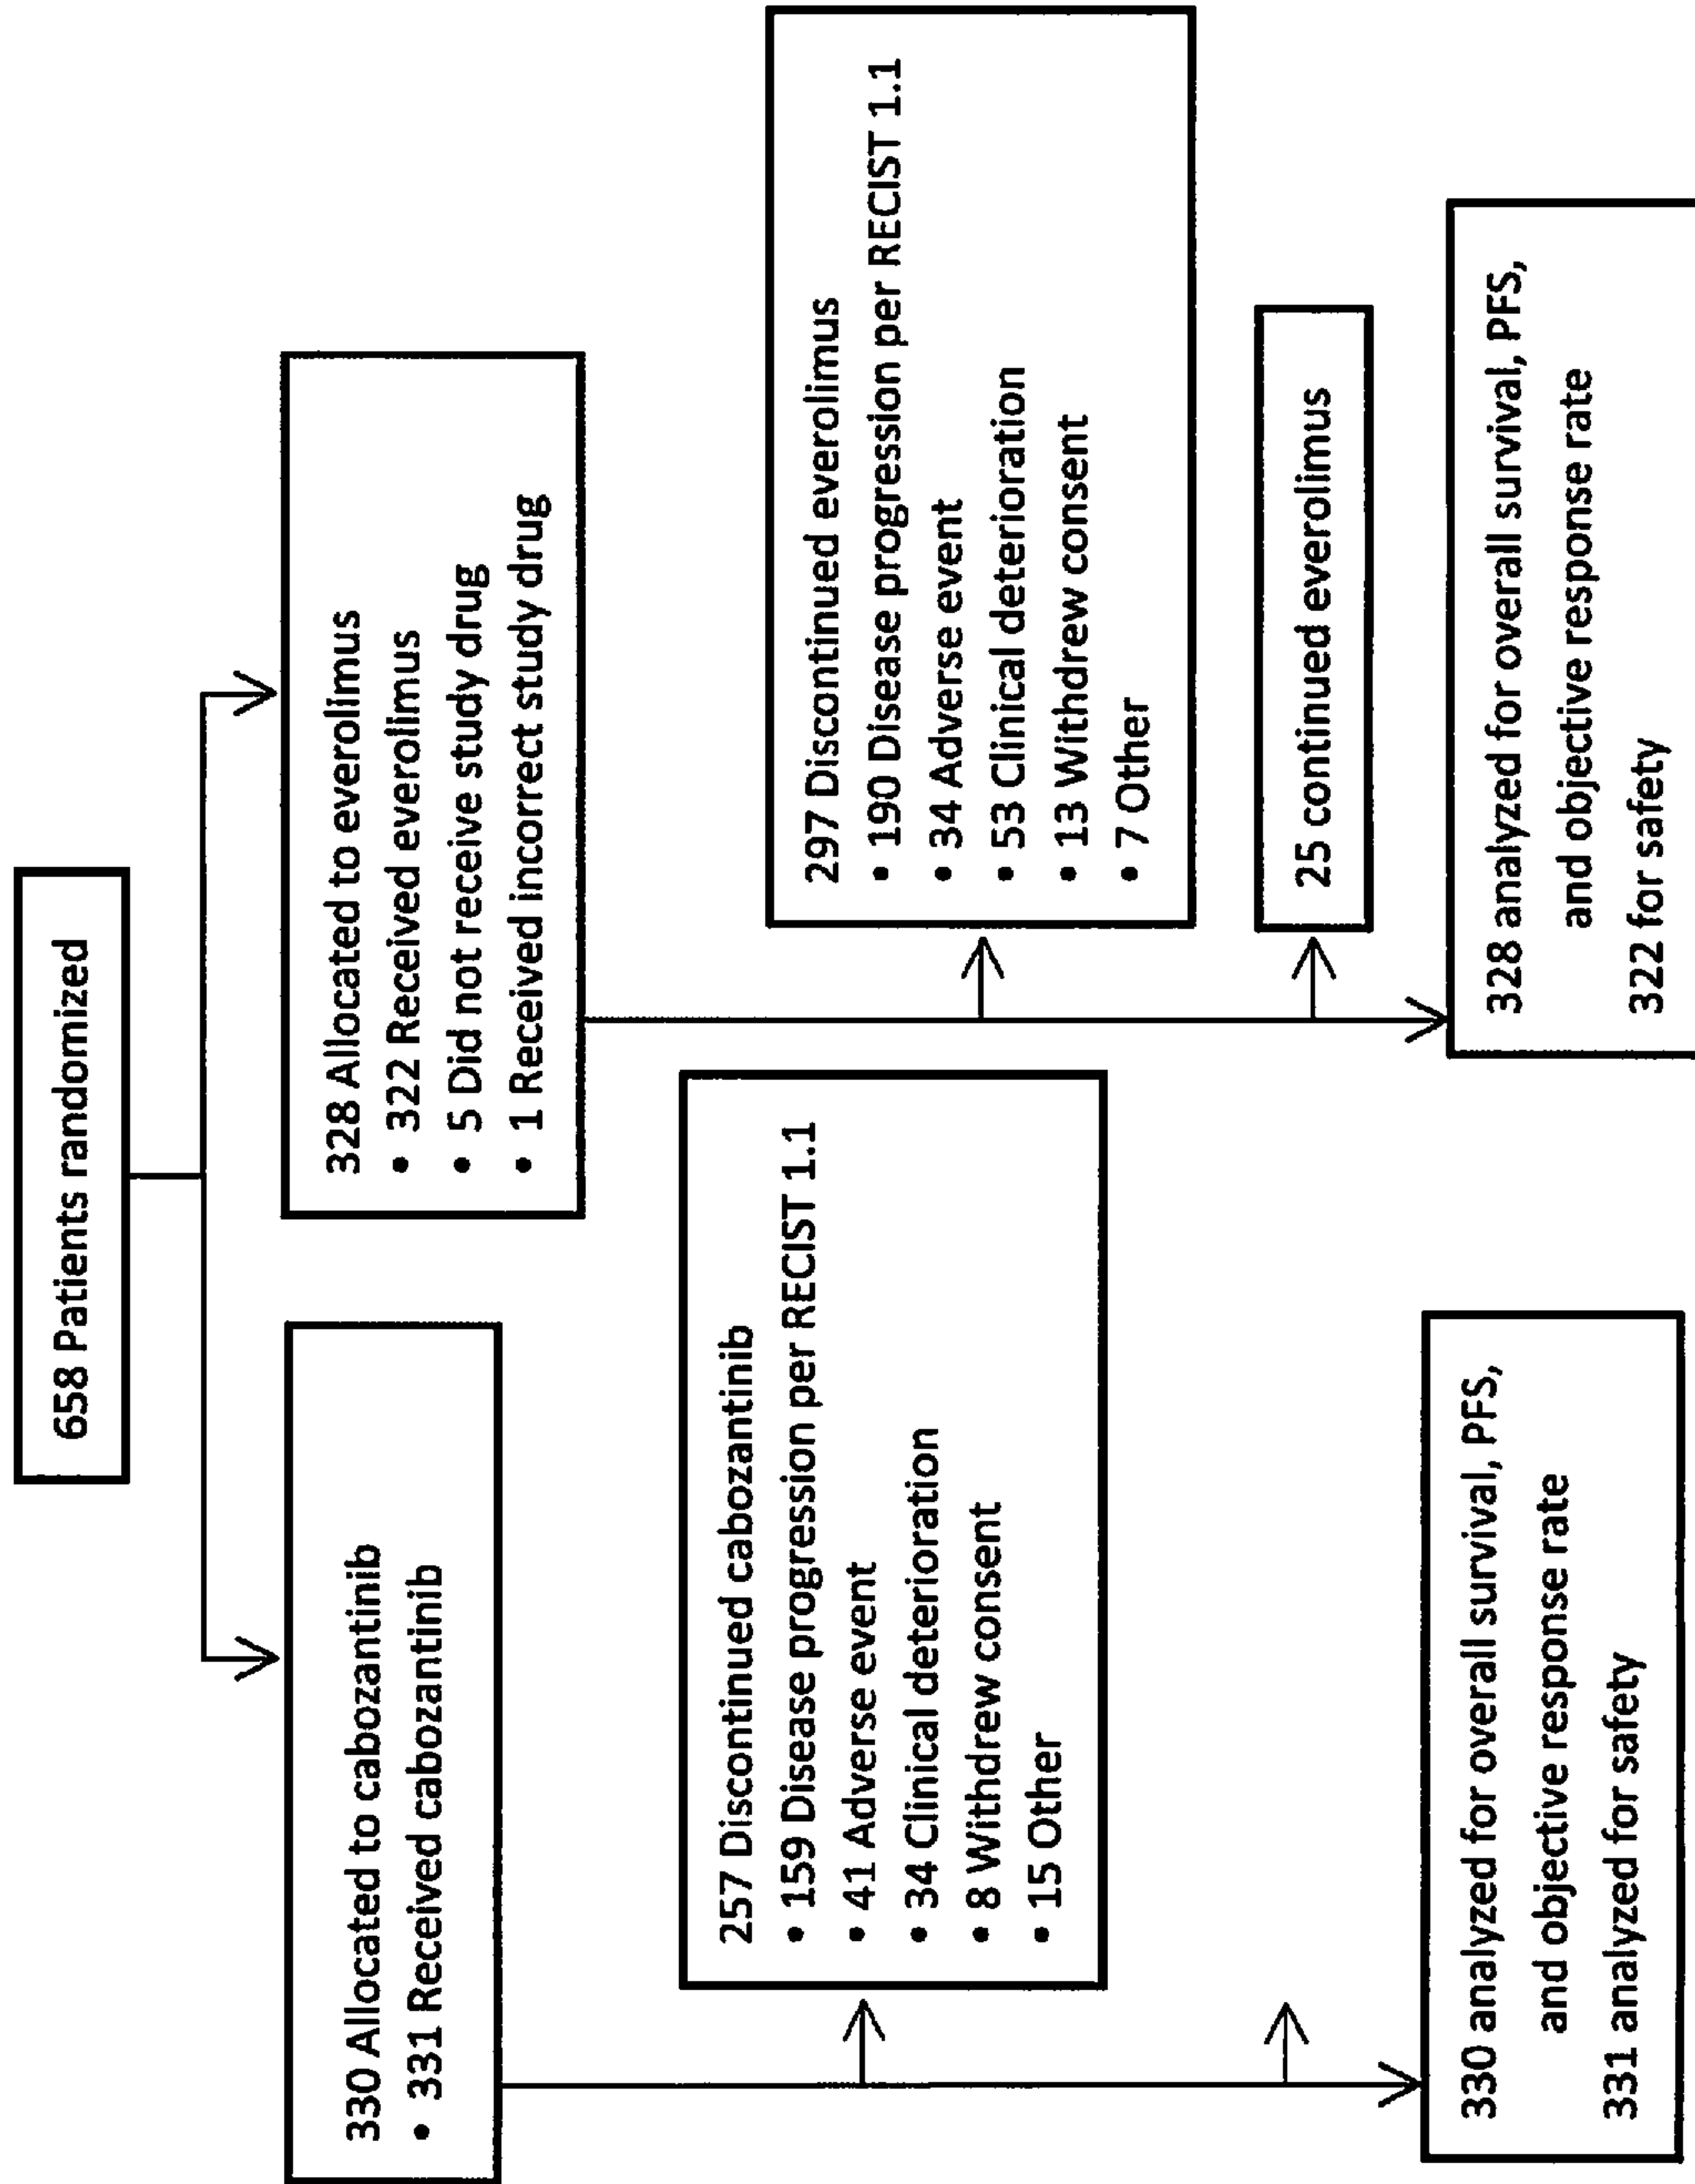 658 Patients randomized
330 Allocated to cabozantinib
• 331 Received cabozantinib
328 Allocated to everolimus
• 322 Received everolimus
• 5 Did not receive study drug
• 1 Received incorrect study drug
257 Discontinued cabozantinib
• 159 Disease progression per RECIST 1.1
• 41 Adverse event
• 34 Clinical deterioration
• 8 Withdrew consent
• 15 Other
297 Discontinued everolimus
• 190 Disease progression per RECIST 1.1
• 34 Adverse event
• 53 Clinical deterioration
• 13 Withdrew consent
• 7 Other
25 continued everolimus
330 analyzed for overall survival, PFS,
and objective response rate
331 analyzed for safety
328 analyzed for overall survival, PFS,
and objective response rate
322 for safety